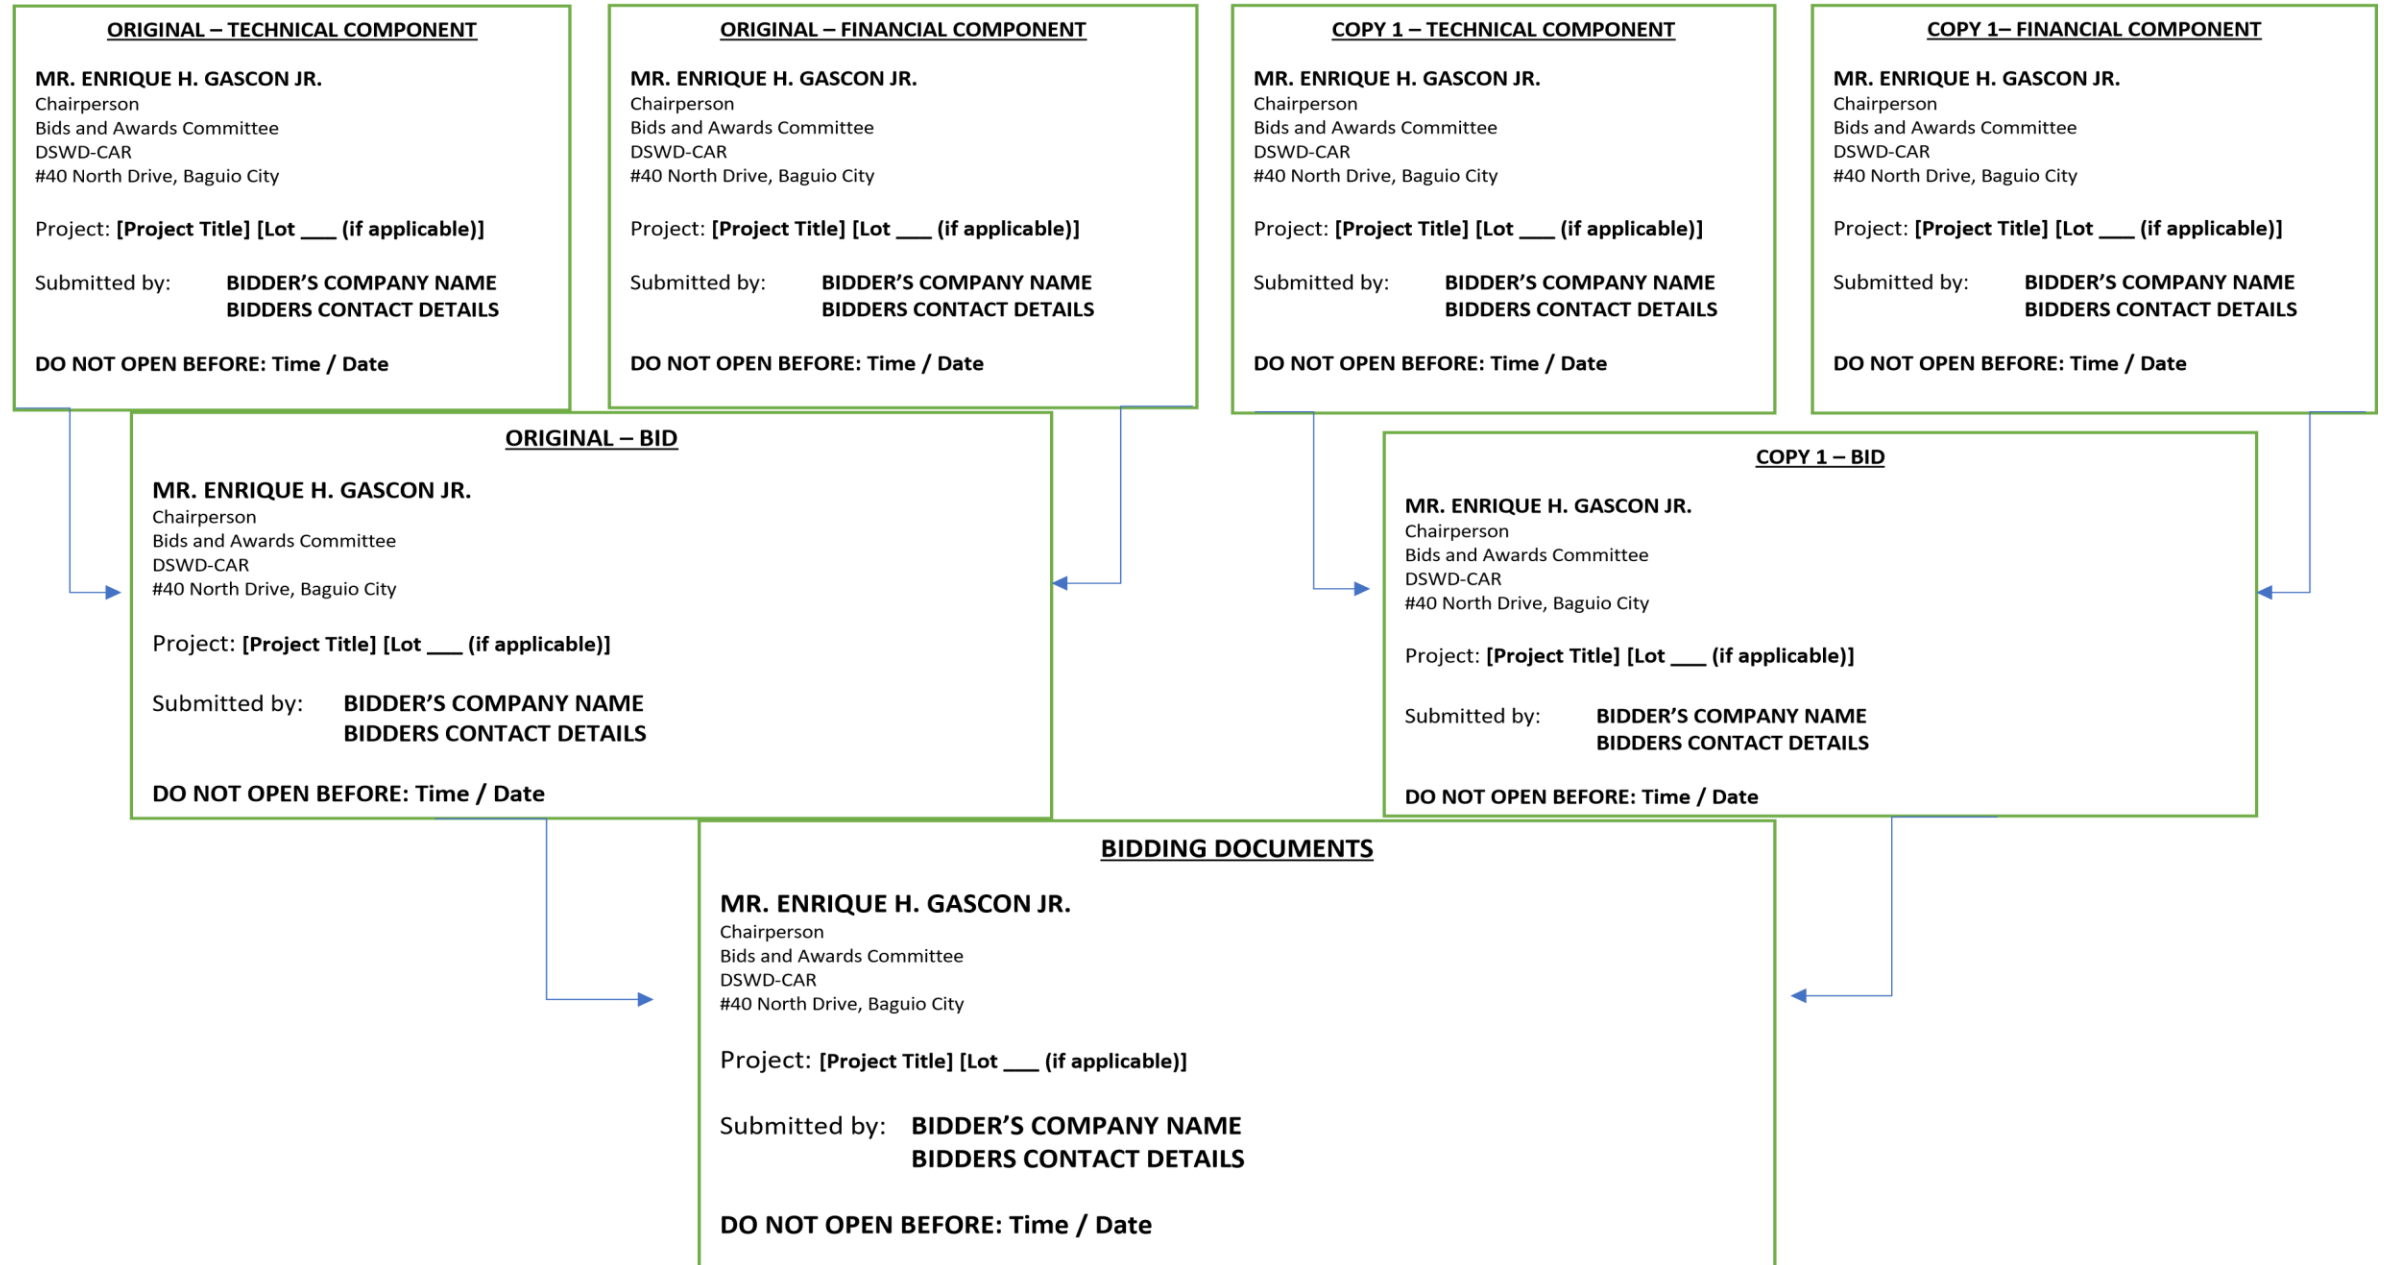 ORIGINAL – TECHNICAL COMPONENT
MR. ENRIQUE H. GASCON JR.
Chairperson
Bids and Awards Committee
DSWD-CAR
#40 North Drive, Baguio City
Project: [Project Title] [Lot ___ (if applicable)]
Submitted by: BIDDER’S COMPANY NAME
BIDDERS CONTACT DETAILS
DO NOT OPEN BEFORE: Time / Date
ORIGINAL – FINANCIAL COMPONENT
MR. ENRIQUE H. GASCON JR.
Chairperson
Bids and Awards Committee
DSWD-CAR
#40 North Drive, Baguio City
Project: [Project Title] [Lot ___ (if applicable)]
Submitted by: BIDDER’S COMPANY NAME
BIDDERS CONTACT DETAILS
DO NOT OPEN BEFORE: Time / Date
COPY 1 – TECHNICAL COMPONENT
MR. ENRIQUE H. GASCON JR.
Chairperson
Bids and Awards Committee
DSWD-CAR
#40 North Drive, Baguio City
Project: [Project Title] [Lot ___ (if applicable)]
Submitted by: BIDDER’S COMPANY NAME
BIDDERS CONTACT DETAILS
DO NOT OPEN BEFORE: Time / Date
COPY 1– FINANCIAL COMPONENT
MR. ENRIQUE H. GASCON JR.
Chairperson
Bids and Awards Committee
DSWD-CAR
#40 North Drive, Baguio City
Project: [Project Title] [Lot ___ (if applicable)]
Submitted by: BIDDER’S COMPANY NAME
BIDDERS CONTACT DETAILS
DO NOT OPEN BEFORE: Time / Date
ORIGINAL – BID
MR. ENRIQUE H. GASCON JR.
Chairperson
Bids and Awards Committee
DSWD-CAR
#40 North Drive, Baguio City
Project: [Project Title] [Lot ___ (if applicable)]
Submitted by: BIDDER’S COMPANY NAME
BIDDERS CONTACT DETAILS
DO NOT OPEN BEFORE: Time / Date
COPY 1 – BID
MR. ENRIQUE H. GASCON JR.
Chairperson
Bids and Awards Committee
DSWD-CAR
#40 North Drive, Baguio City
Project: [Project Title] [Lot ___ (if applicable)]
Submitted by: BIDDER’S COMPANY NAME
BIDDERS CONTACT DETAILS
DO NOT OPEN BEFORE: Time / Date
BIDDING DOCUMENTS
MR. ENRIQUE H. GASCON JR.
Chairperson
Bids and Awards Committee
DSWD-CAR
#40 North Drive, Baguio City
Project: [Project Title] [Lot ___ (if applicable)]
Submitted by: BIDDER’S COMPANY NAME
BIDDERS CONTACT DETAILS
DO NOT OPEN BEFORE: Time / Date